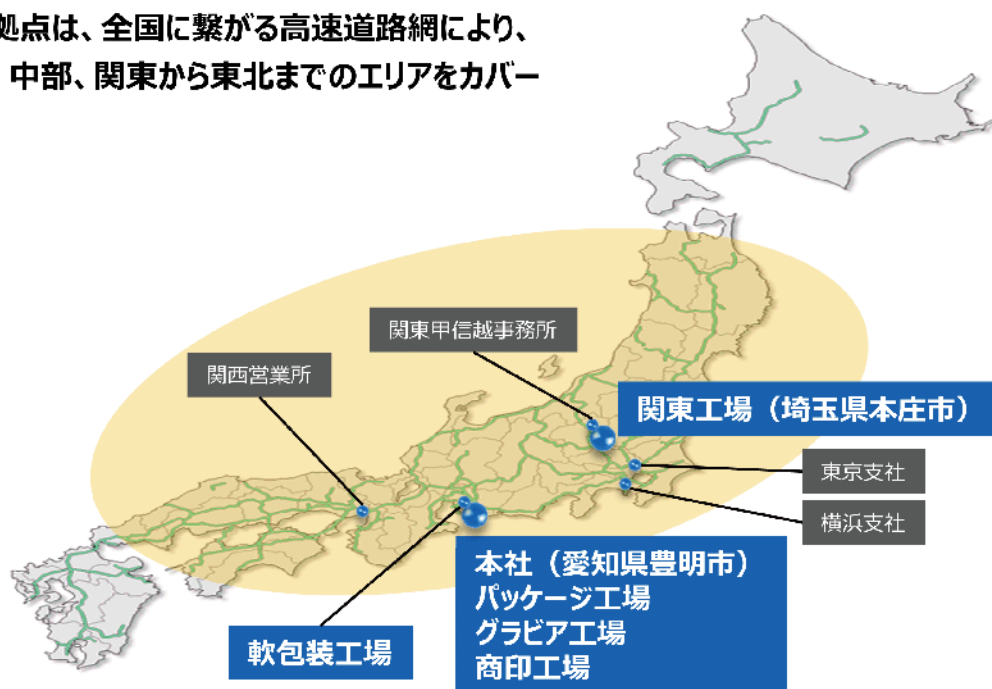 拠点は、全国に繋がる高速道路網により、
中部、関東から東北までのエリアをカバー
関東甲信越事務所
関西営業所
関東工場（埼玉県本庄市）
東京支社
横浜支社
本社（愛知県豊明市）
パッケージ工場
グラビア工場
商印工場
軟包装工場